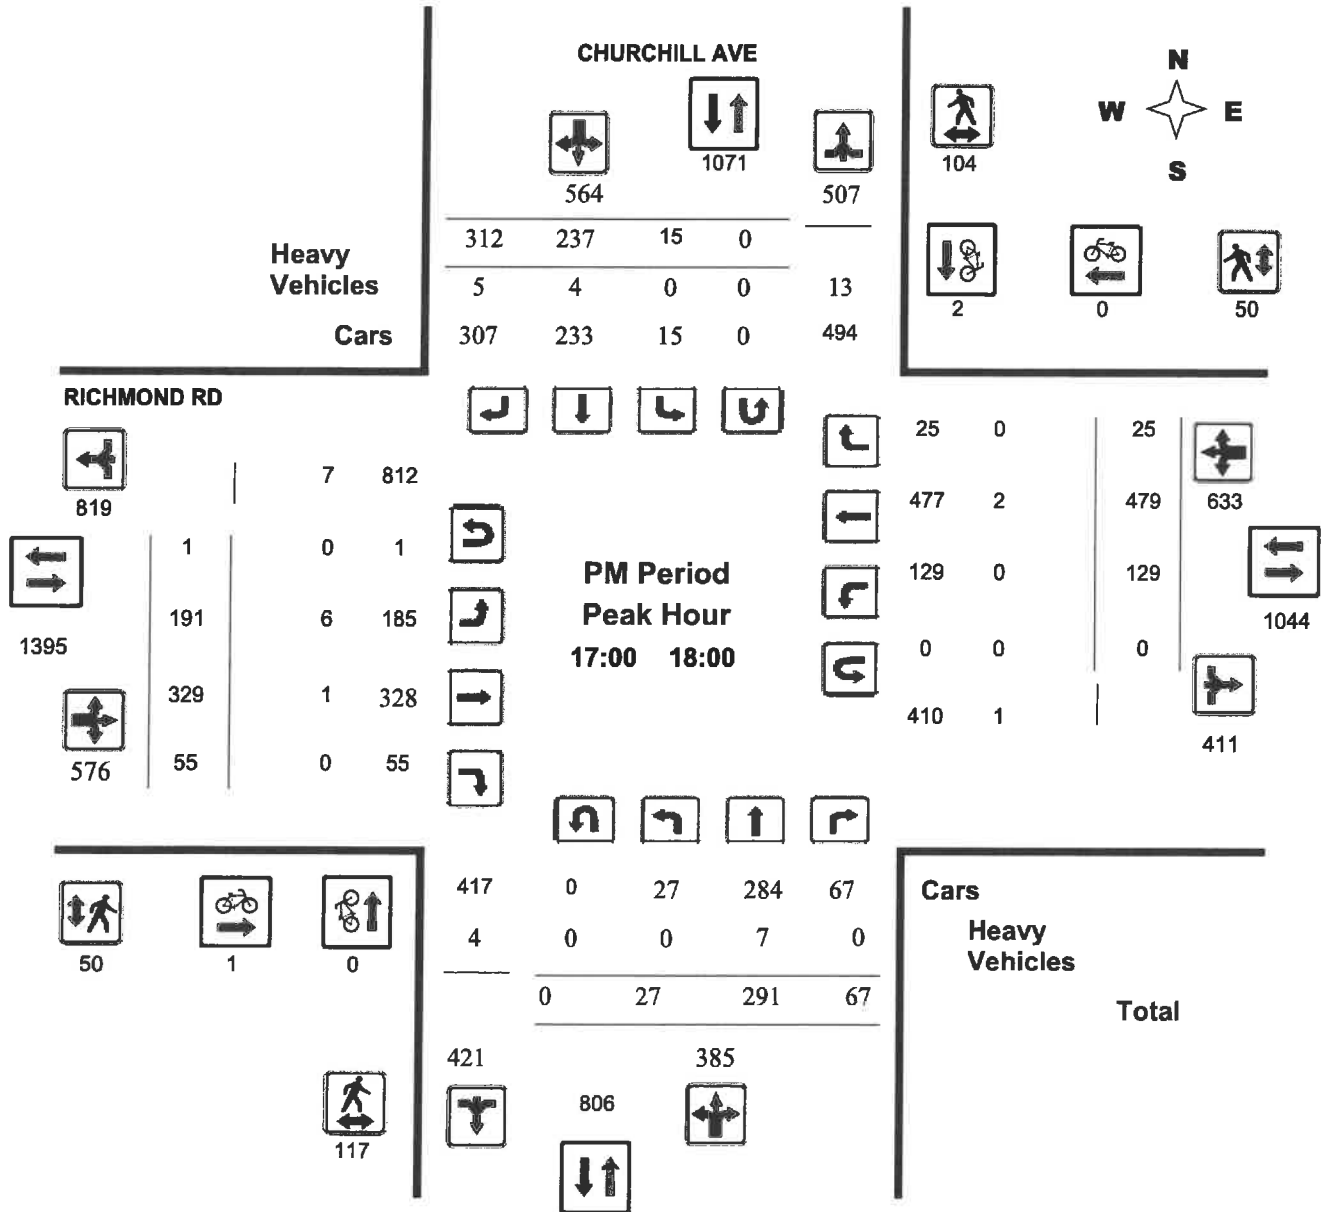 CHURCHILL AVE
N
W E
S
1071
104
564
507
312 237 15 0
Heavy
Vehicles
5 4 0 0 13
2 0 50
Cars
307 233 15 0 494
RICHMOND RD
25 0 25
7 812
819
477 2 479 633
1 0 1
PM Period
129 0 129
Peak Hour
191 6 185
1044
1395
17:00 18:00
0 0 0
329 1 328
410 1
411
576 55 0 55
417 0 27 284 67 Cars
4 0 0 7 0
Heavy
Vehicles
50 1 0
0 27 291 67
Total
421 385
806
117